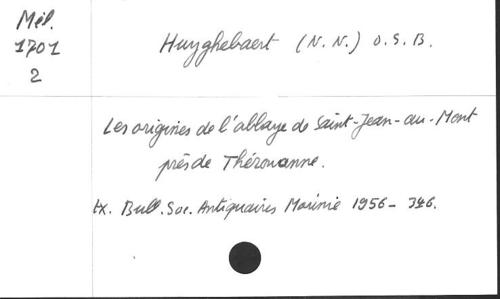 Mél.
1701
2
Huyghebaert (N. N.) O. S. B.
Les origines de l'abbaye de Saint-Jean-au-Mont
près de Thérouanne.
Ex. Bull. Soc. Antiquaires Morinie 1956- 346.